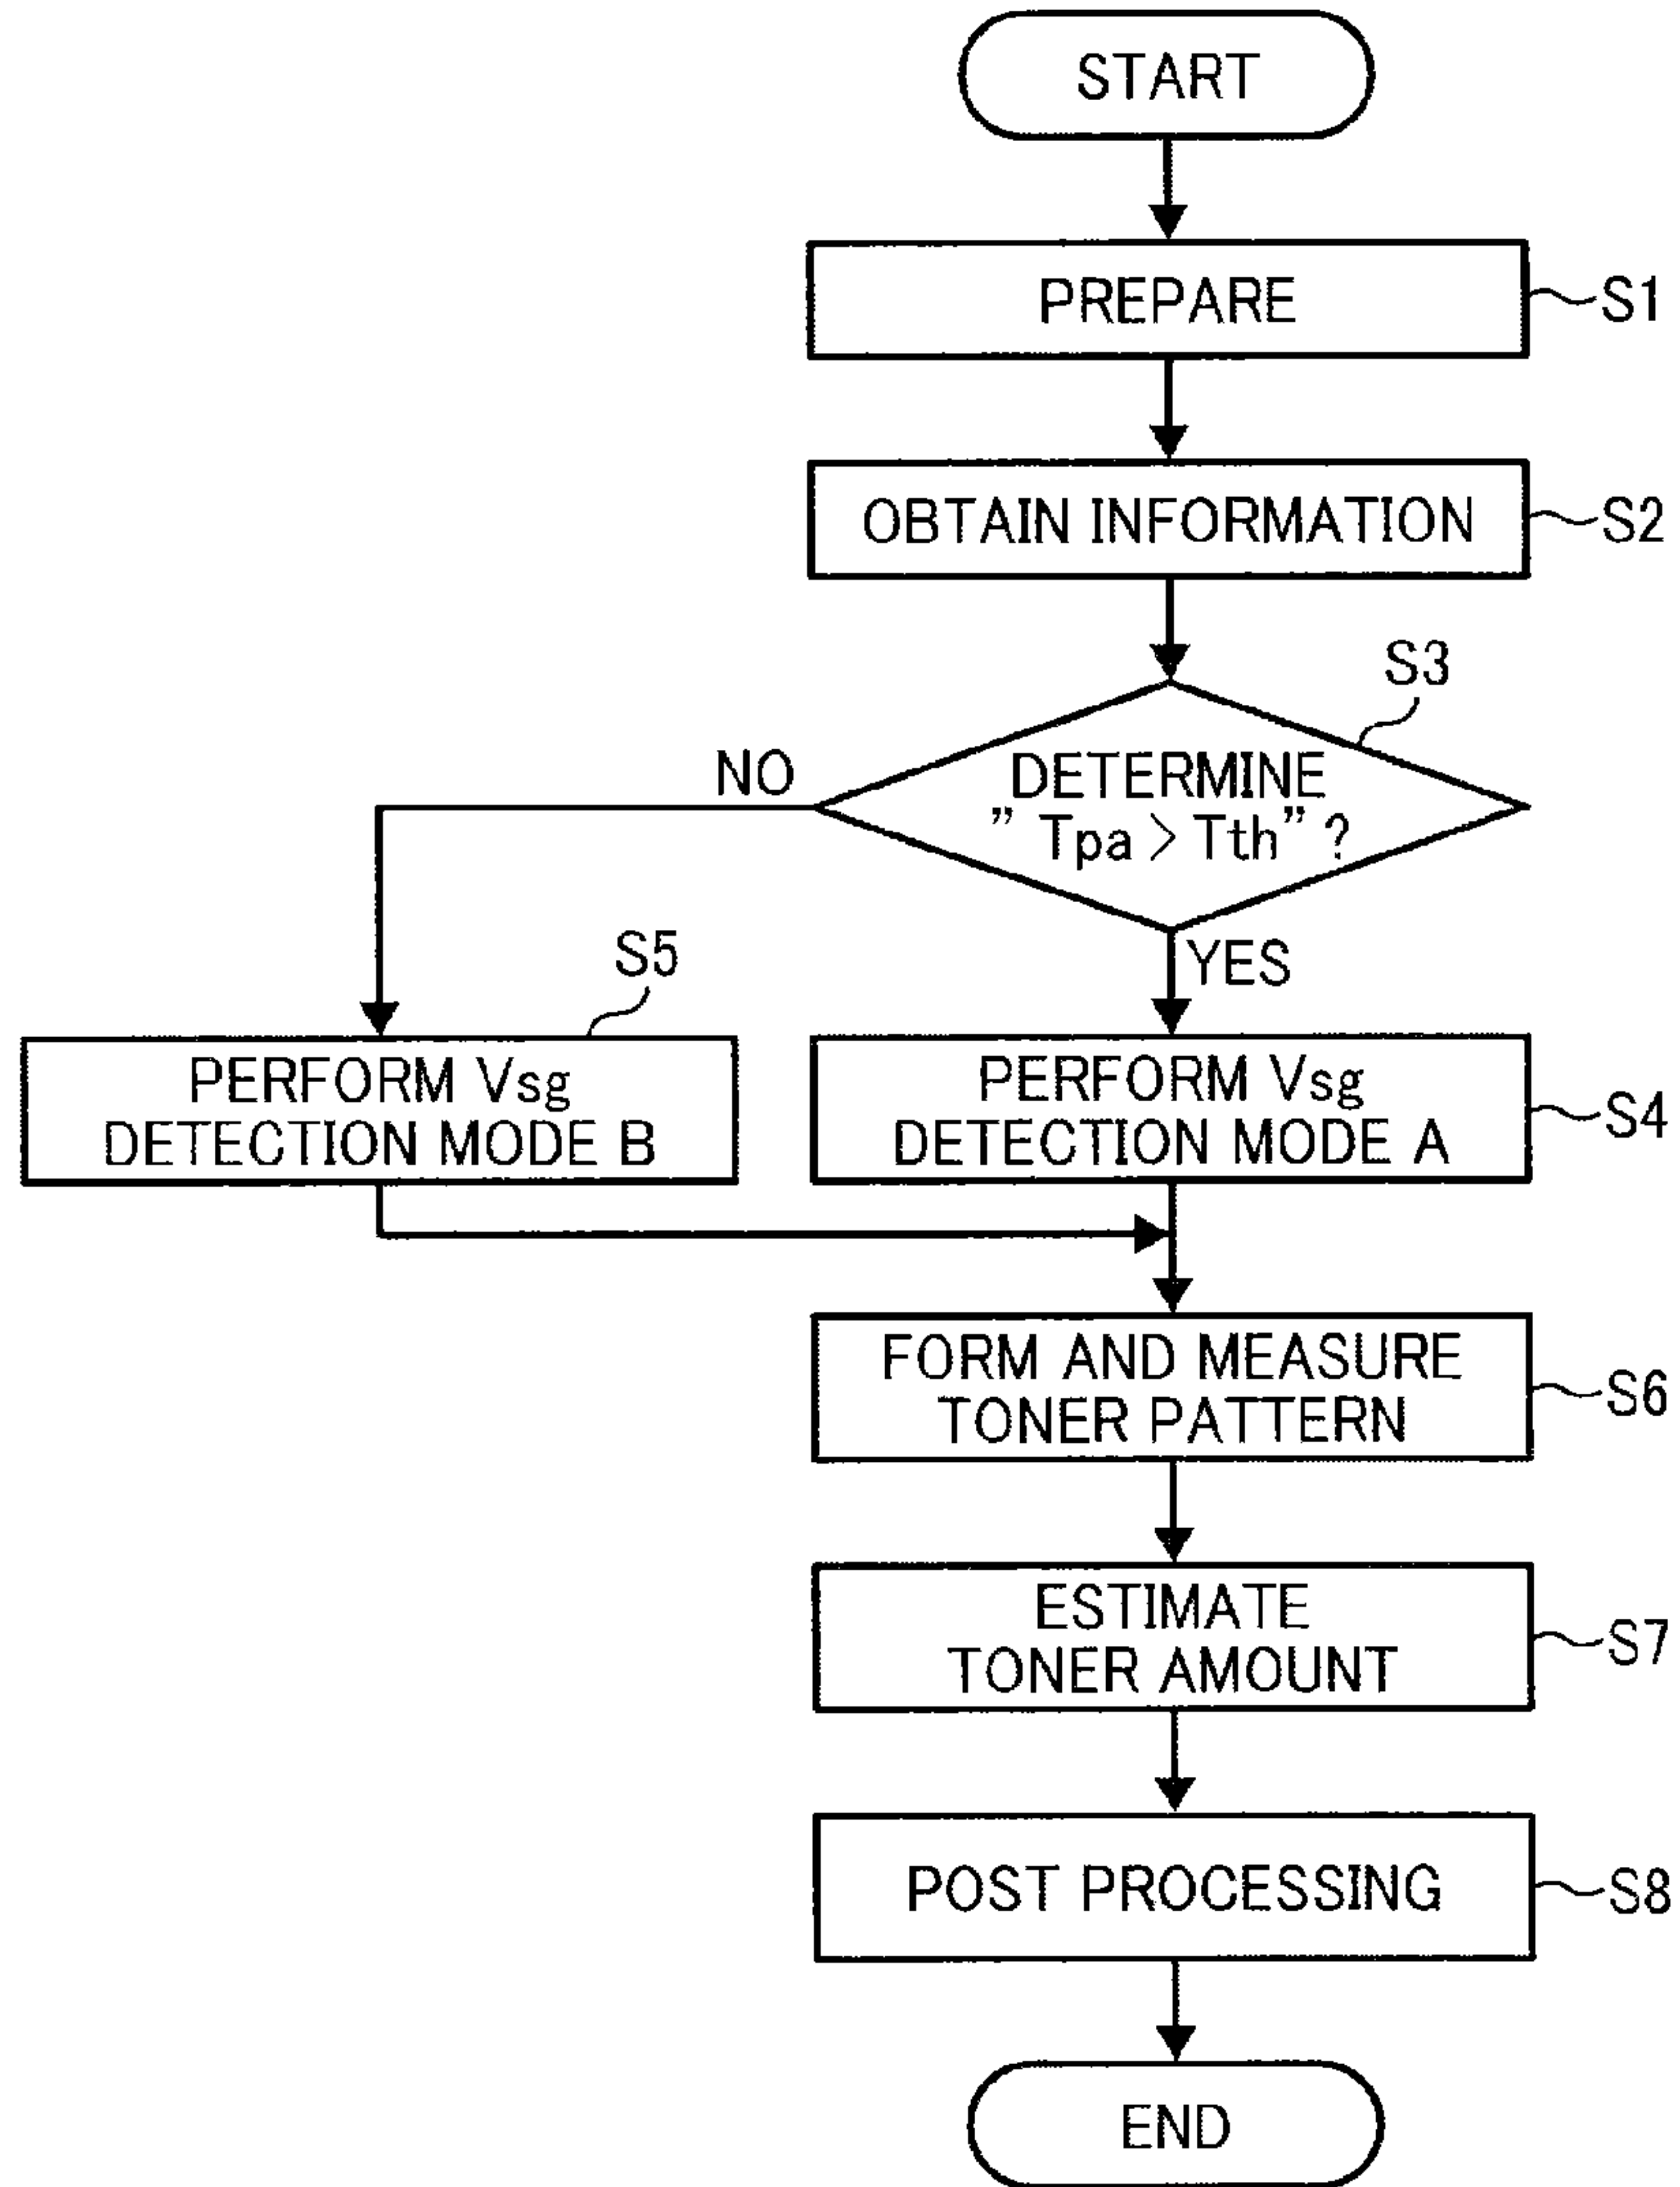 START
PREPARE
S1
OBTAIN INFORMATION
S2
S3
NO
DETERMINE
" Tpa > Tth" ?
YES
S5
PERFORM Vsg
DETECTION MODE B
PERFORM Vsg
DETECTION MODE A
S4
FORM AND MEASURE
TONER PATTERN
S6
ESTIMATE
TONER AMOUNT
S7
POST PROCESSING
S8
END